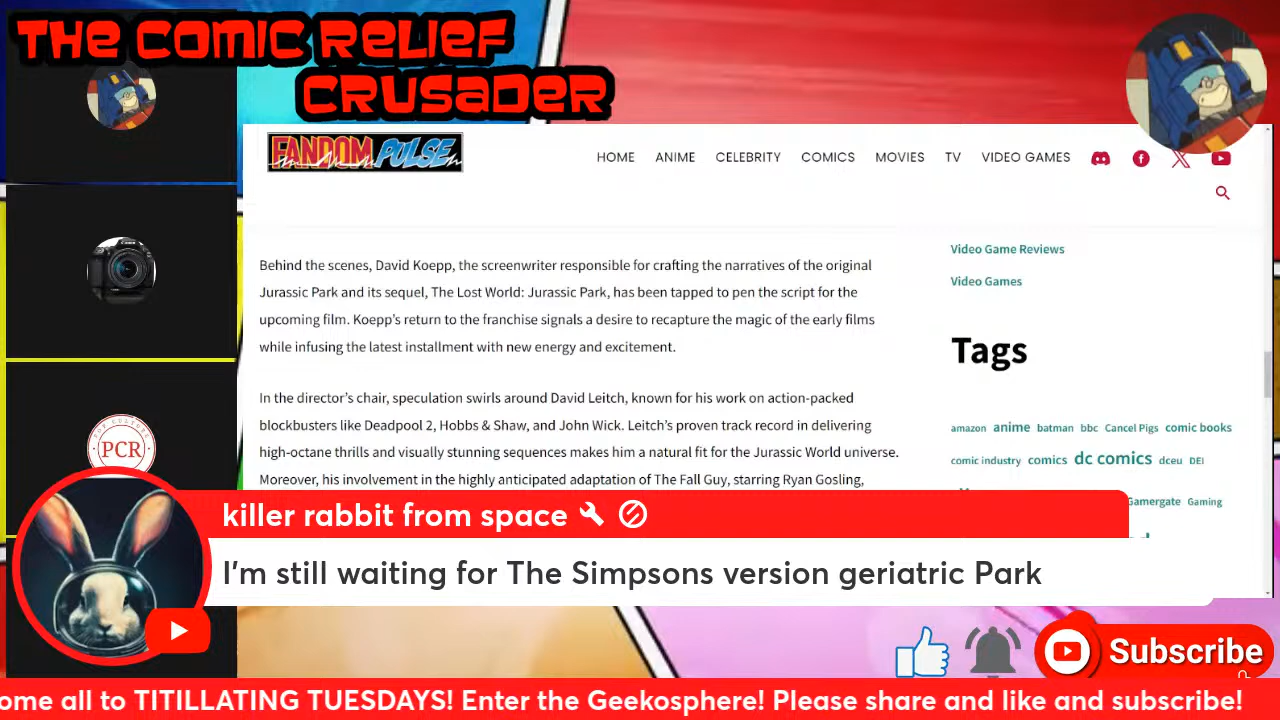 THE COMIC RELIEF
CRUSADER
FANDOM PULSE
HOME ANIME CELEBRITY COMICS MOVIES TV VIDEO GAMES
Behind the scenes, David Koepp, the screenwriter responsible for crafting the narratives of the original
Jurassic Park and its sequel, The Lost World: Jurassic Park, has been tapped to pen the script for the
upcoming film. Koepp’s return to the franchise signals a desire to recapture the magic of the early films
while infusing the latest installment with new energy and excitement.
In the director’s chair, speculation swirls around David Leitch, known for his work on action-packed
blockbusters like Deadpool 2, Hobbs & Shaw, and John Wick. Leitch’s proven track record in delivering
high-octane thrills and visually stunning sequences makes him a natural fit for the Jurassic World universe.
Moreover, his involvement in the highly anticipated adaptation of The Fall Guy, starring Ryan Gosling,
Video Game Reviews
Video Games
Tags
amazon anime batman bbc Cancel Pigs comic books
comic industry comics dc comics dceu DEI
Gamergate Gaming
POP CULTURE
PCR
killer rabbit from space
I’m still waiting for The Simpsons version geriatric Park
Subscribe
ome all to TITILLATING TUESDAYS! Enter the Geekosphere! Please share and like and subscribe!